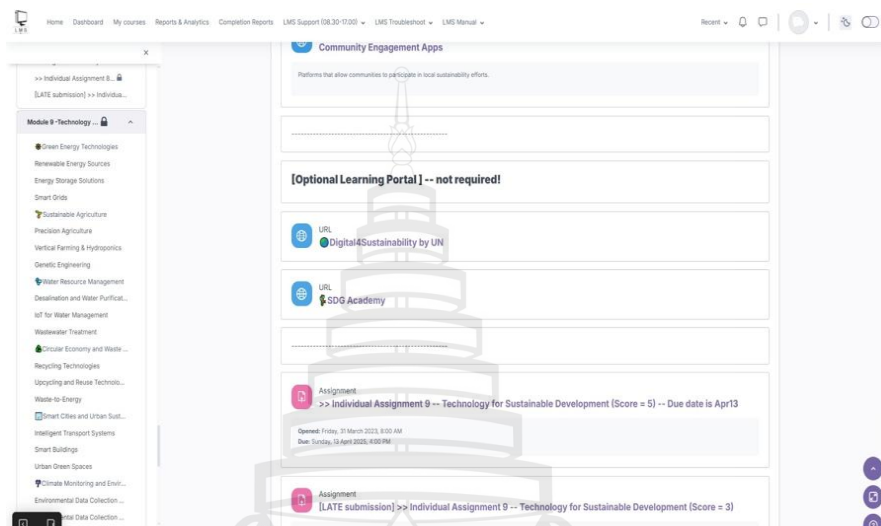 LMS
Home Dashboard My courses Reports & Analytics Completion Reports LMS Support (08.30-17.00) LMS Troubleshoot LMS Manual Recent
>> Individual Assignment 8...
[LATE submission] >> Individua...
Module 9 -Technology ...
Green Energy Technologies
Renewable Energy Sources
Energy Storage Solutions
Smart Grids
Sustainable Agriculture
Precision Agriculture
Vertical Farming & Hydroponics
Genetic Engineering
Water Resource Management
Desalination and Water Purificat...
IoT for Water Management
Wastewater Treatment
Circular Economy and Waste ...
Recycling Technologies
Upcycling and Reuse Technolo...
Waste-to-Energy
Smart Cities and Urban Sust...
Intelligent Transport Systems
Smart Buildings
Urban Green Spaces
Climate Monitoring and Envir...
Environmental Data Collection ...
ental Data Collection ...
Community Engagement Apps
Platforms that allow communities to participate in local sustainability efforts.
--------------------------------------------------
[Optional Learning Portal ] -- not required!
URL
Digital4Sustainability by UN
URL
SDG Academy
--------------------------------------------------
Assignment
>> Individual Assignment 9 -- Technology for Sustainable Development (Score = 5) -- Due date is Apr13
Opened: Friday, 31 March 2023, 8:00 AM
Due: Sunday, 13 April 2025, 4:00 PM
Assignment
[LATE submission] >> Individual Assignment 9 -- Technology for Sustainable Development (Score = 3)